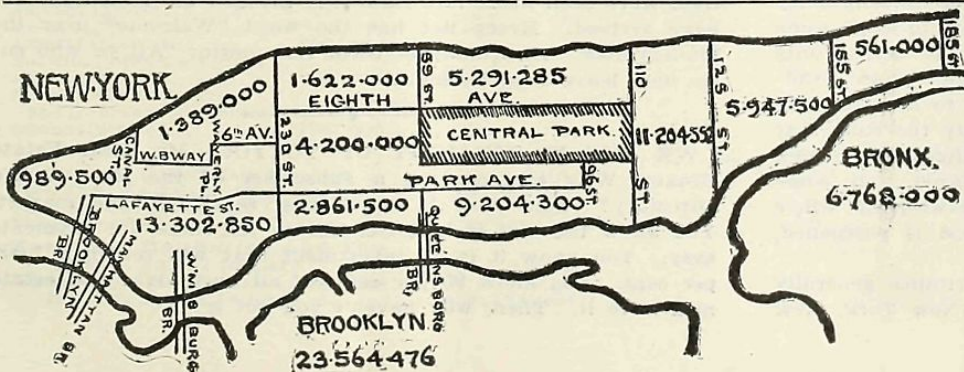 NEW·YORK.
1·389·000
1·622·000
EIGHTH
59 ST.
5·291·285
AVE.
110
ST.
125 ST
5·947·500
155 ST
561·000
185 ST
6TH AV.
WAVERLY PL.
23D ST.
4·200·000
CENTRAL PARK.
11·204·552
CANAL ST.
W. BWAY
989·500
PARK AVE.
96 ST
BRONX.
6·768·000
LAFAYETTE ST.
13·302·850
2·861·500
9·204·300
BROOKLYN BR.
MANHATTAN BR
W'NS BURG BR.
QUEENSBORO BR.
BROOKLYN.
23·564·476